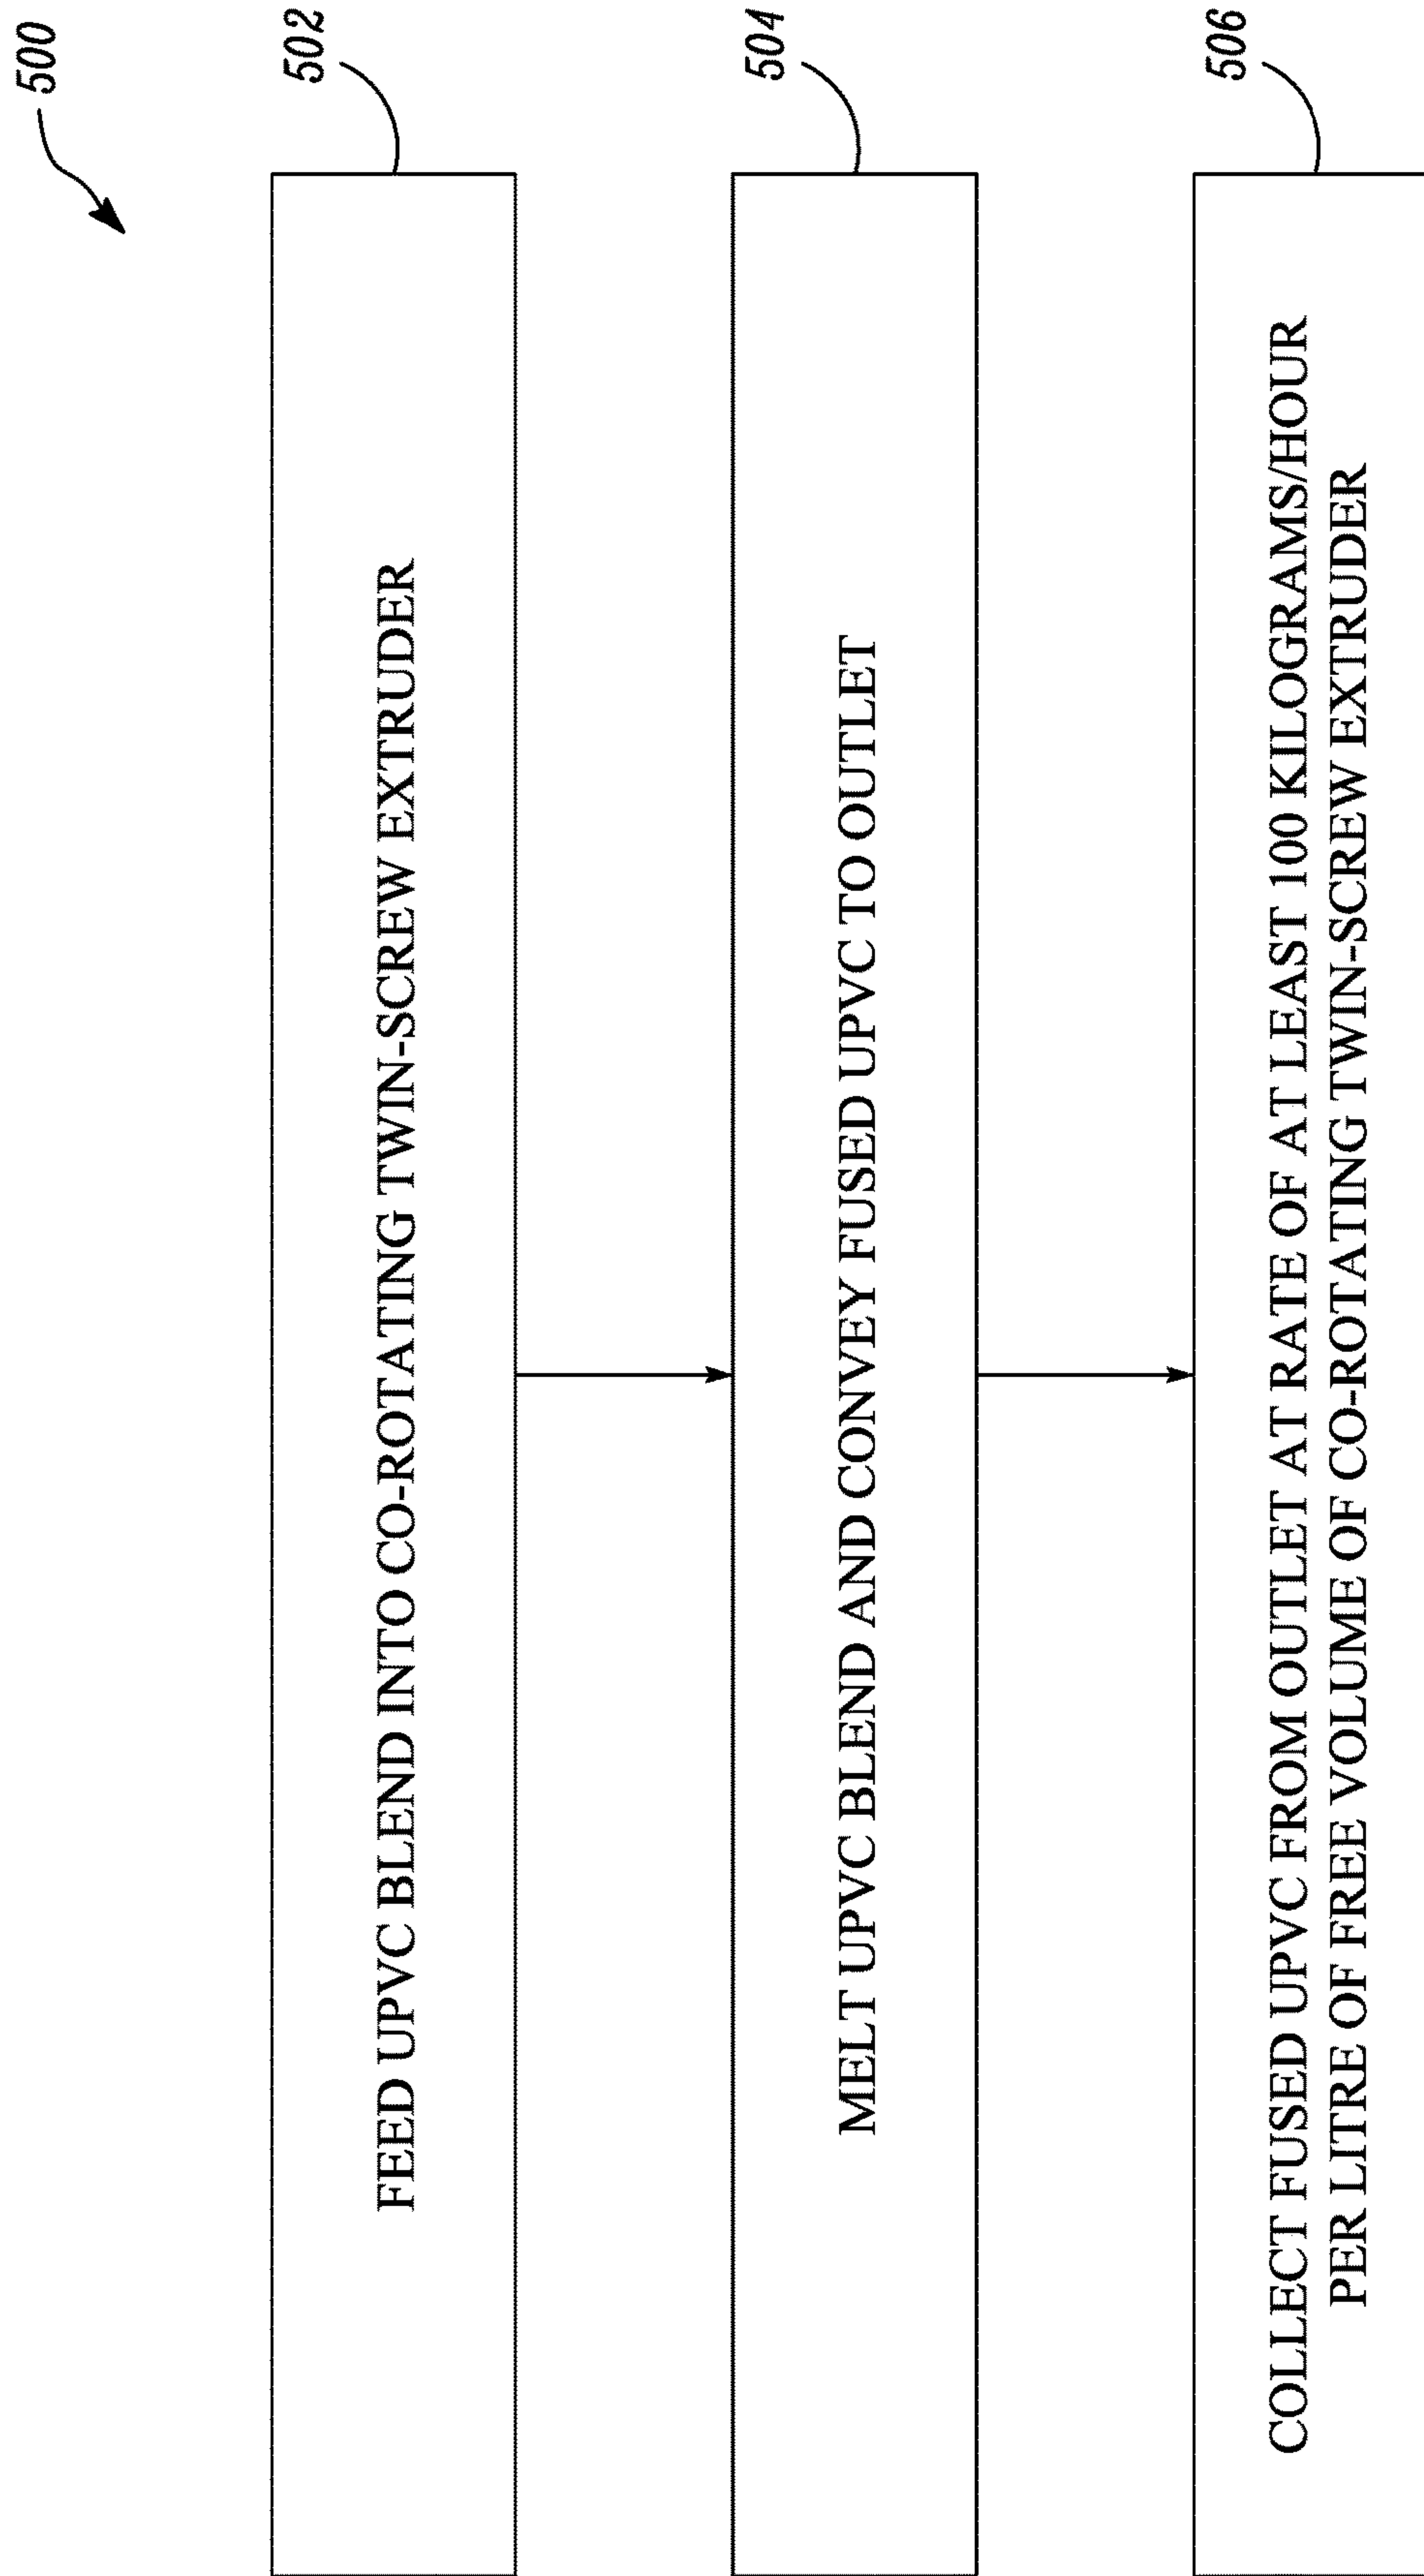 500
502
FEED UPVC BLEND INTO CO-ROTATING TWIN-SCREW EXTRUDER
504
MELT UPVC BLEND AND CONVEY FUSED UPVC TO OUTLET
506
COLLECT FUSED UPVC FROM OUTLET AT RATE OF AT LEAST 100 KILOGRAMS/HOUR
PER LITRE OF FREE VOLUME OF CO-ROTATING TWIN-SCREW EXTRUDER